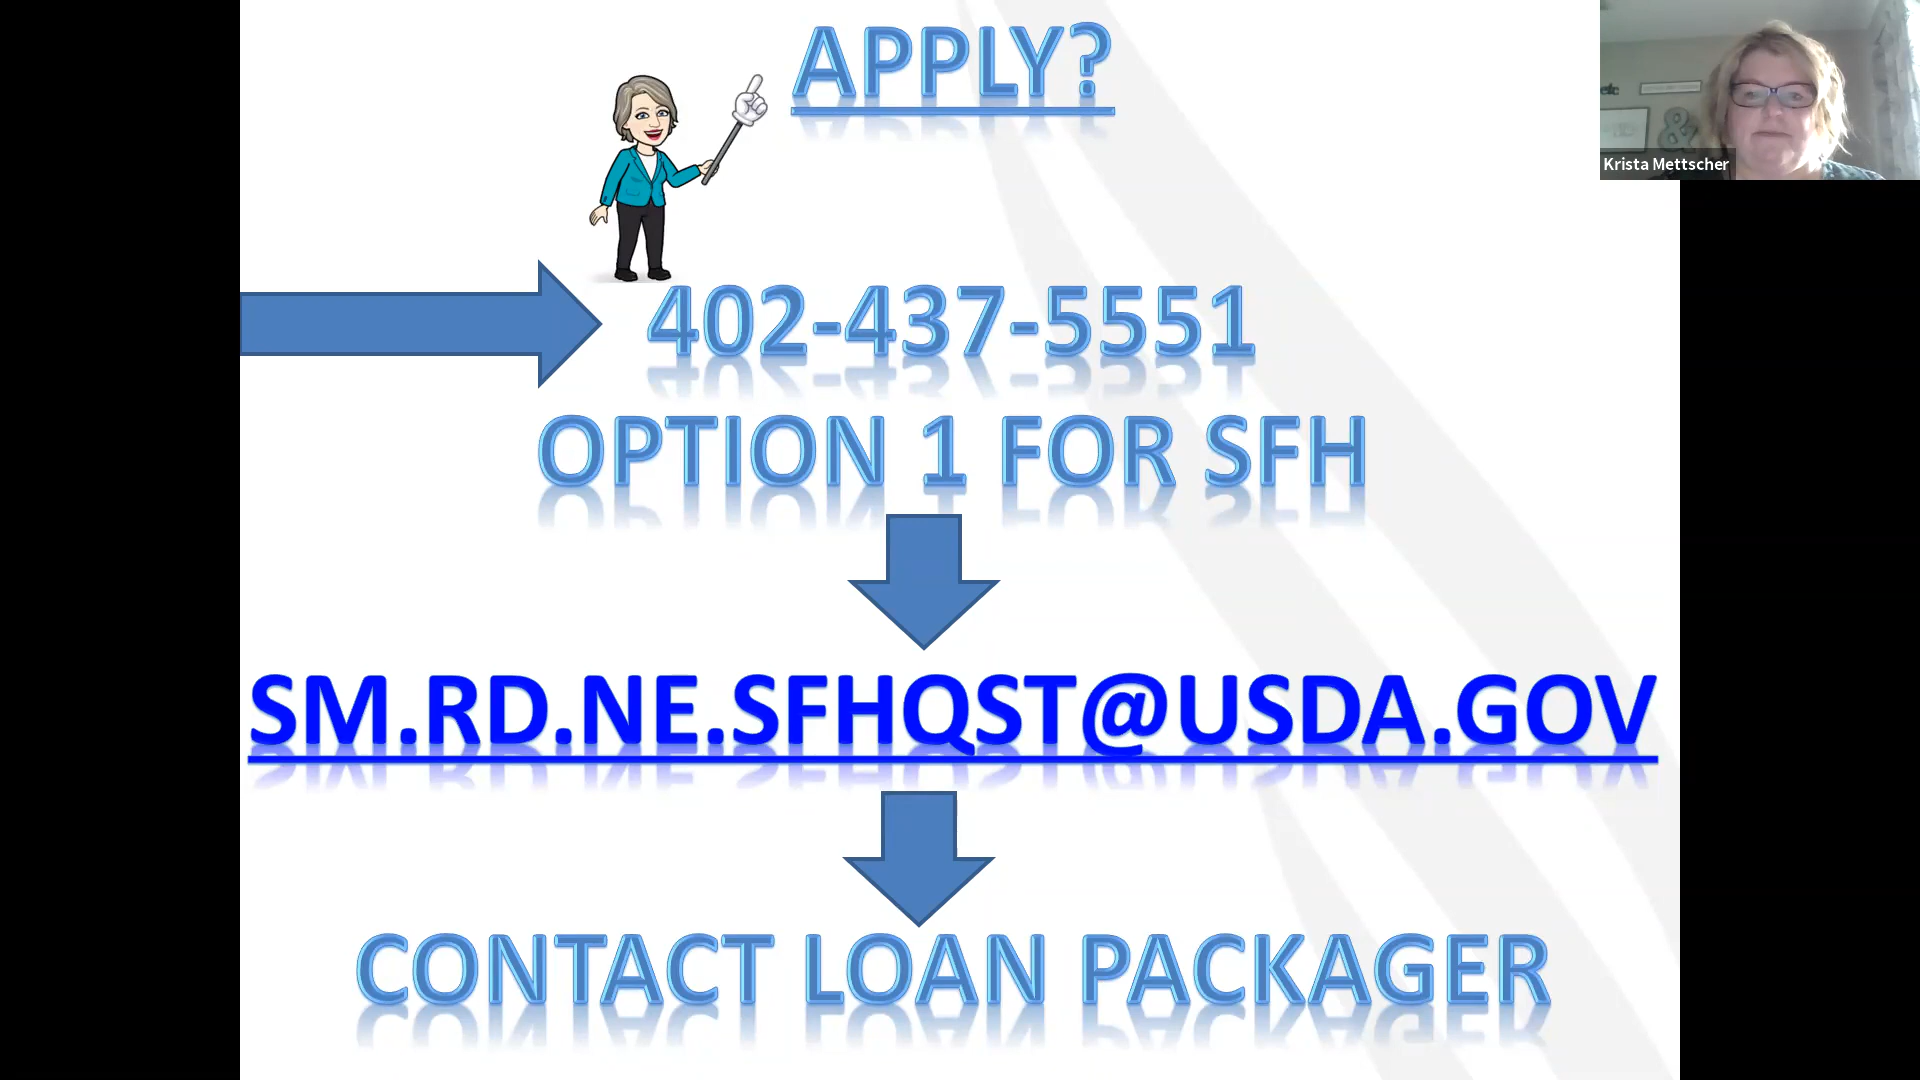 APPLY?
Krista Mettscher
402-437-5551
OPTION 1 FOR SFH
SM.RD.NE.SFHQST@USDA.GOV
CONTACT LOAN PACKAGER